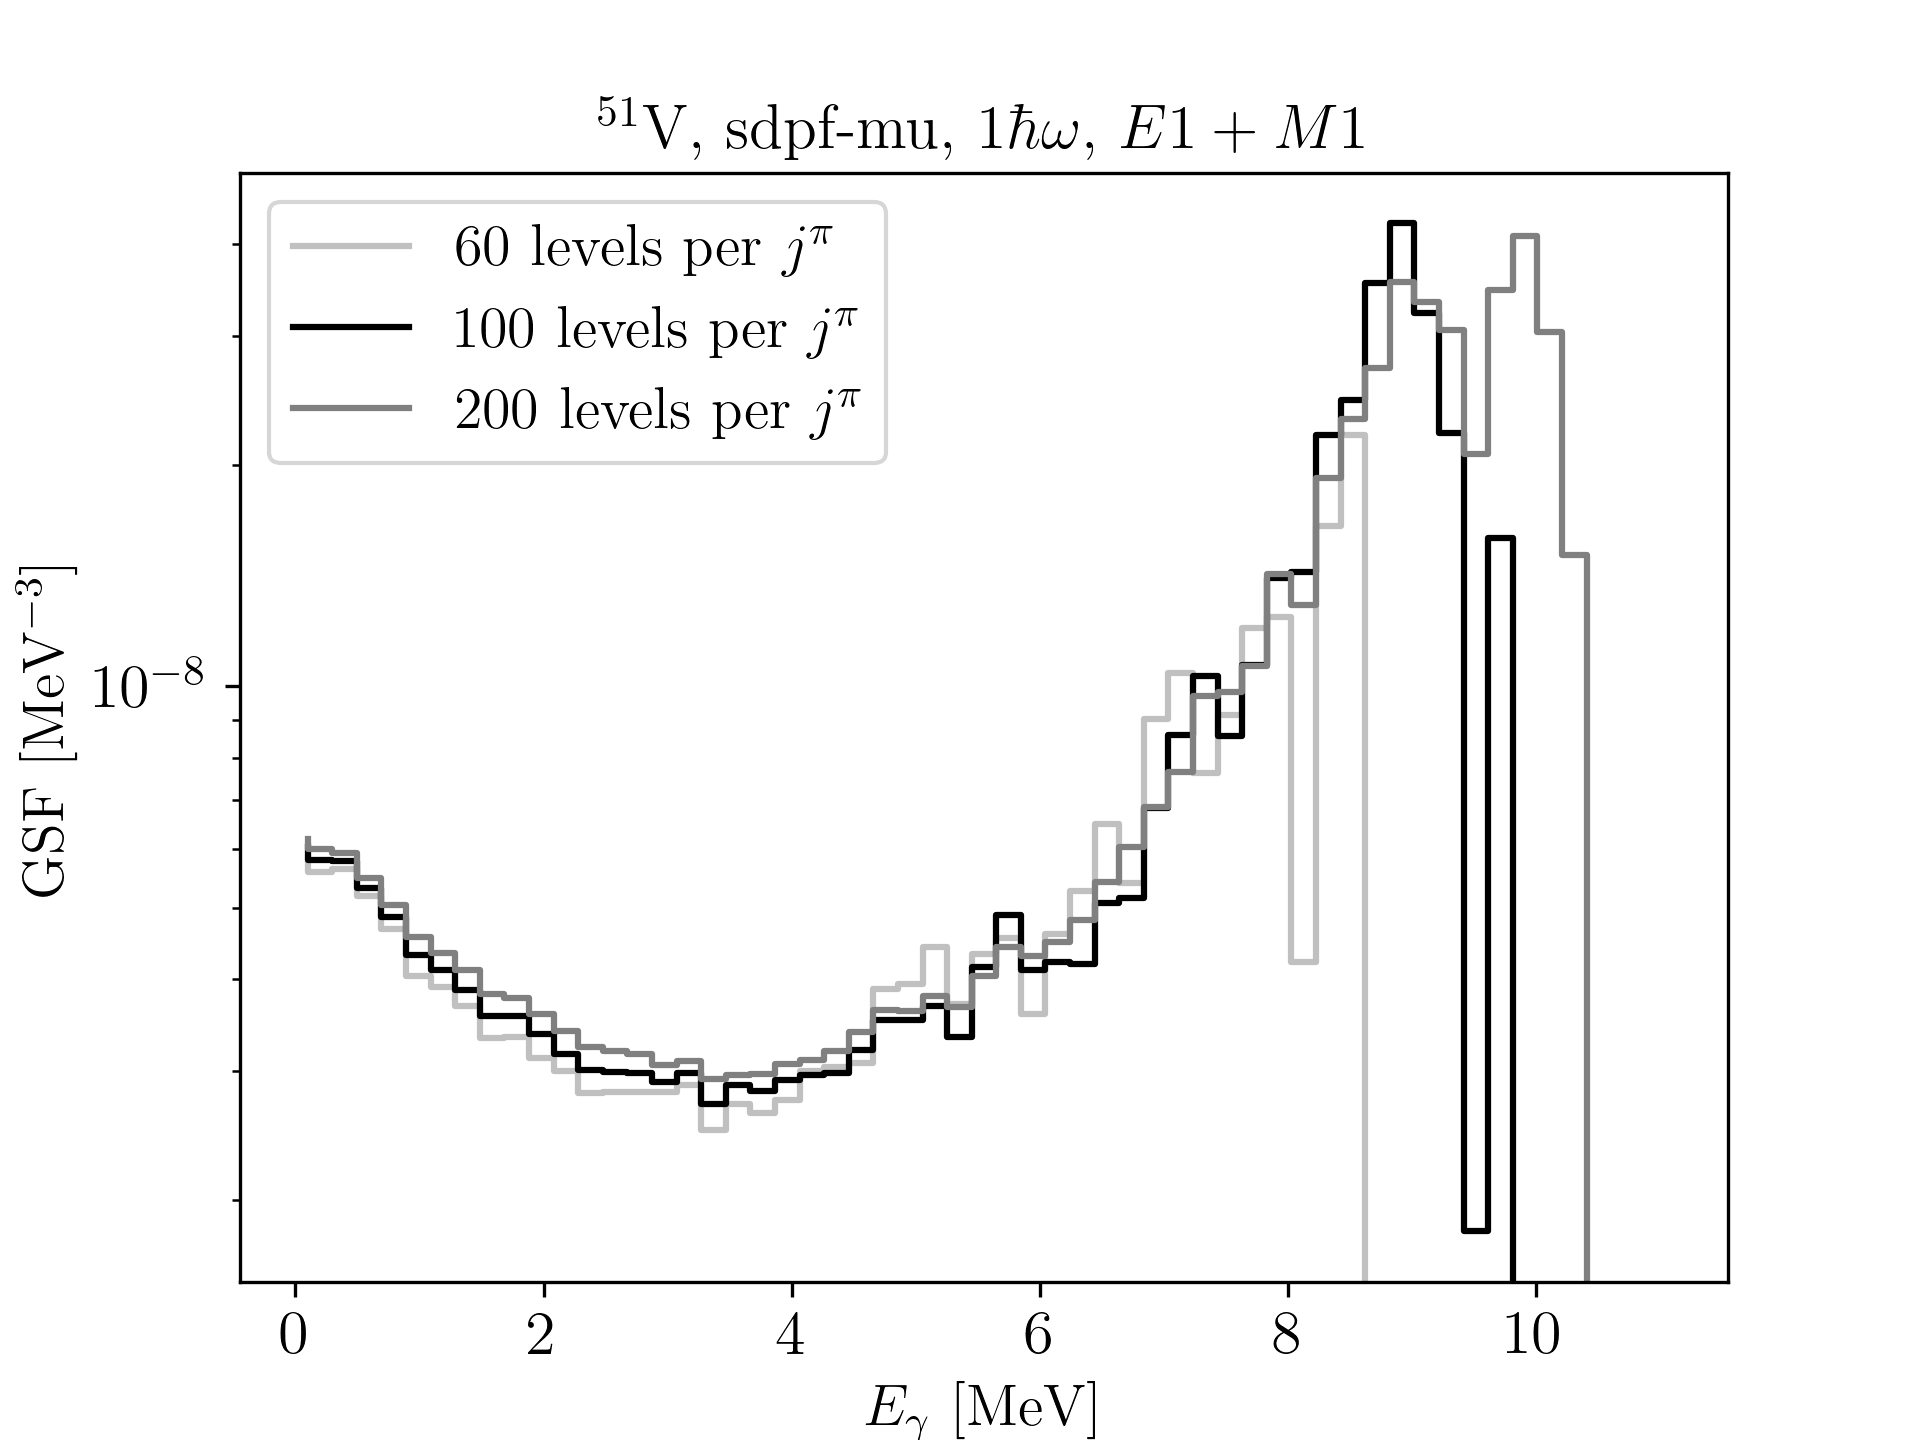 ⁵¹V, sdpf-mu, 1ℏω, E1 + M1
60 levels per j^π
100 levels per j^π
200 levels per j^π
GSF [MeV⁻³]
10⁻⁸
0 2 4 6 8 10
E_γ [MeV]